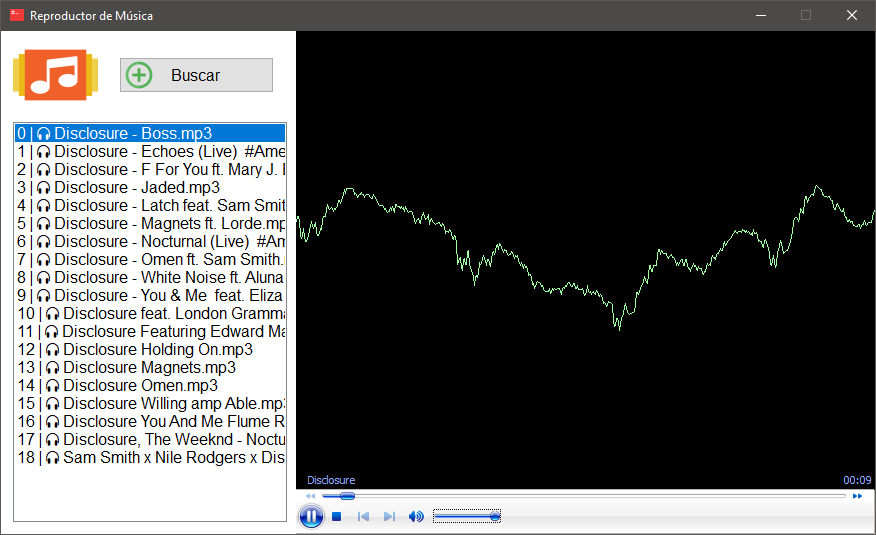 Reproductor de Música
Buscar
0 | Disclosure - Boss.mp3
1 | Disclosure - Echoes (Live)  #Ame
2 | Disclosure - F For You ft. Mary J.
3 | Disclosure - Jaded.mp3
4 | Disclosure - Latch feat. Sam Smit
5 | Disclosure - Magnets ft. Lorde.mp
6 | Disclosure - Nocturnal (Live)  #Am
7 | Disclosure - Omen ft. Sam Smith.
8 | Disclosure - White Noise ft. Aluna
9 | Disclosure - You & Me  feat. Eliza
10 | Disclosure feat. London Gramma
11 | Disclosure Featuring Edward Ma
12 | Disclosure Holding On.mp3
13 | Disclosure Magnets.mp3
14 | Disclosure Omen.mp3
15 | Disclosure Willing amp Able.mp3
16 | Disclosure You And Me Flume R
17 | Disclosure, The Weeknd - Noctu
18 | Sam Smith x Nile Rodgers x Dis
Disclosure
00:09